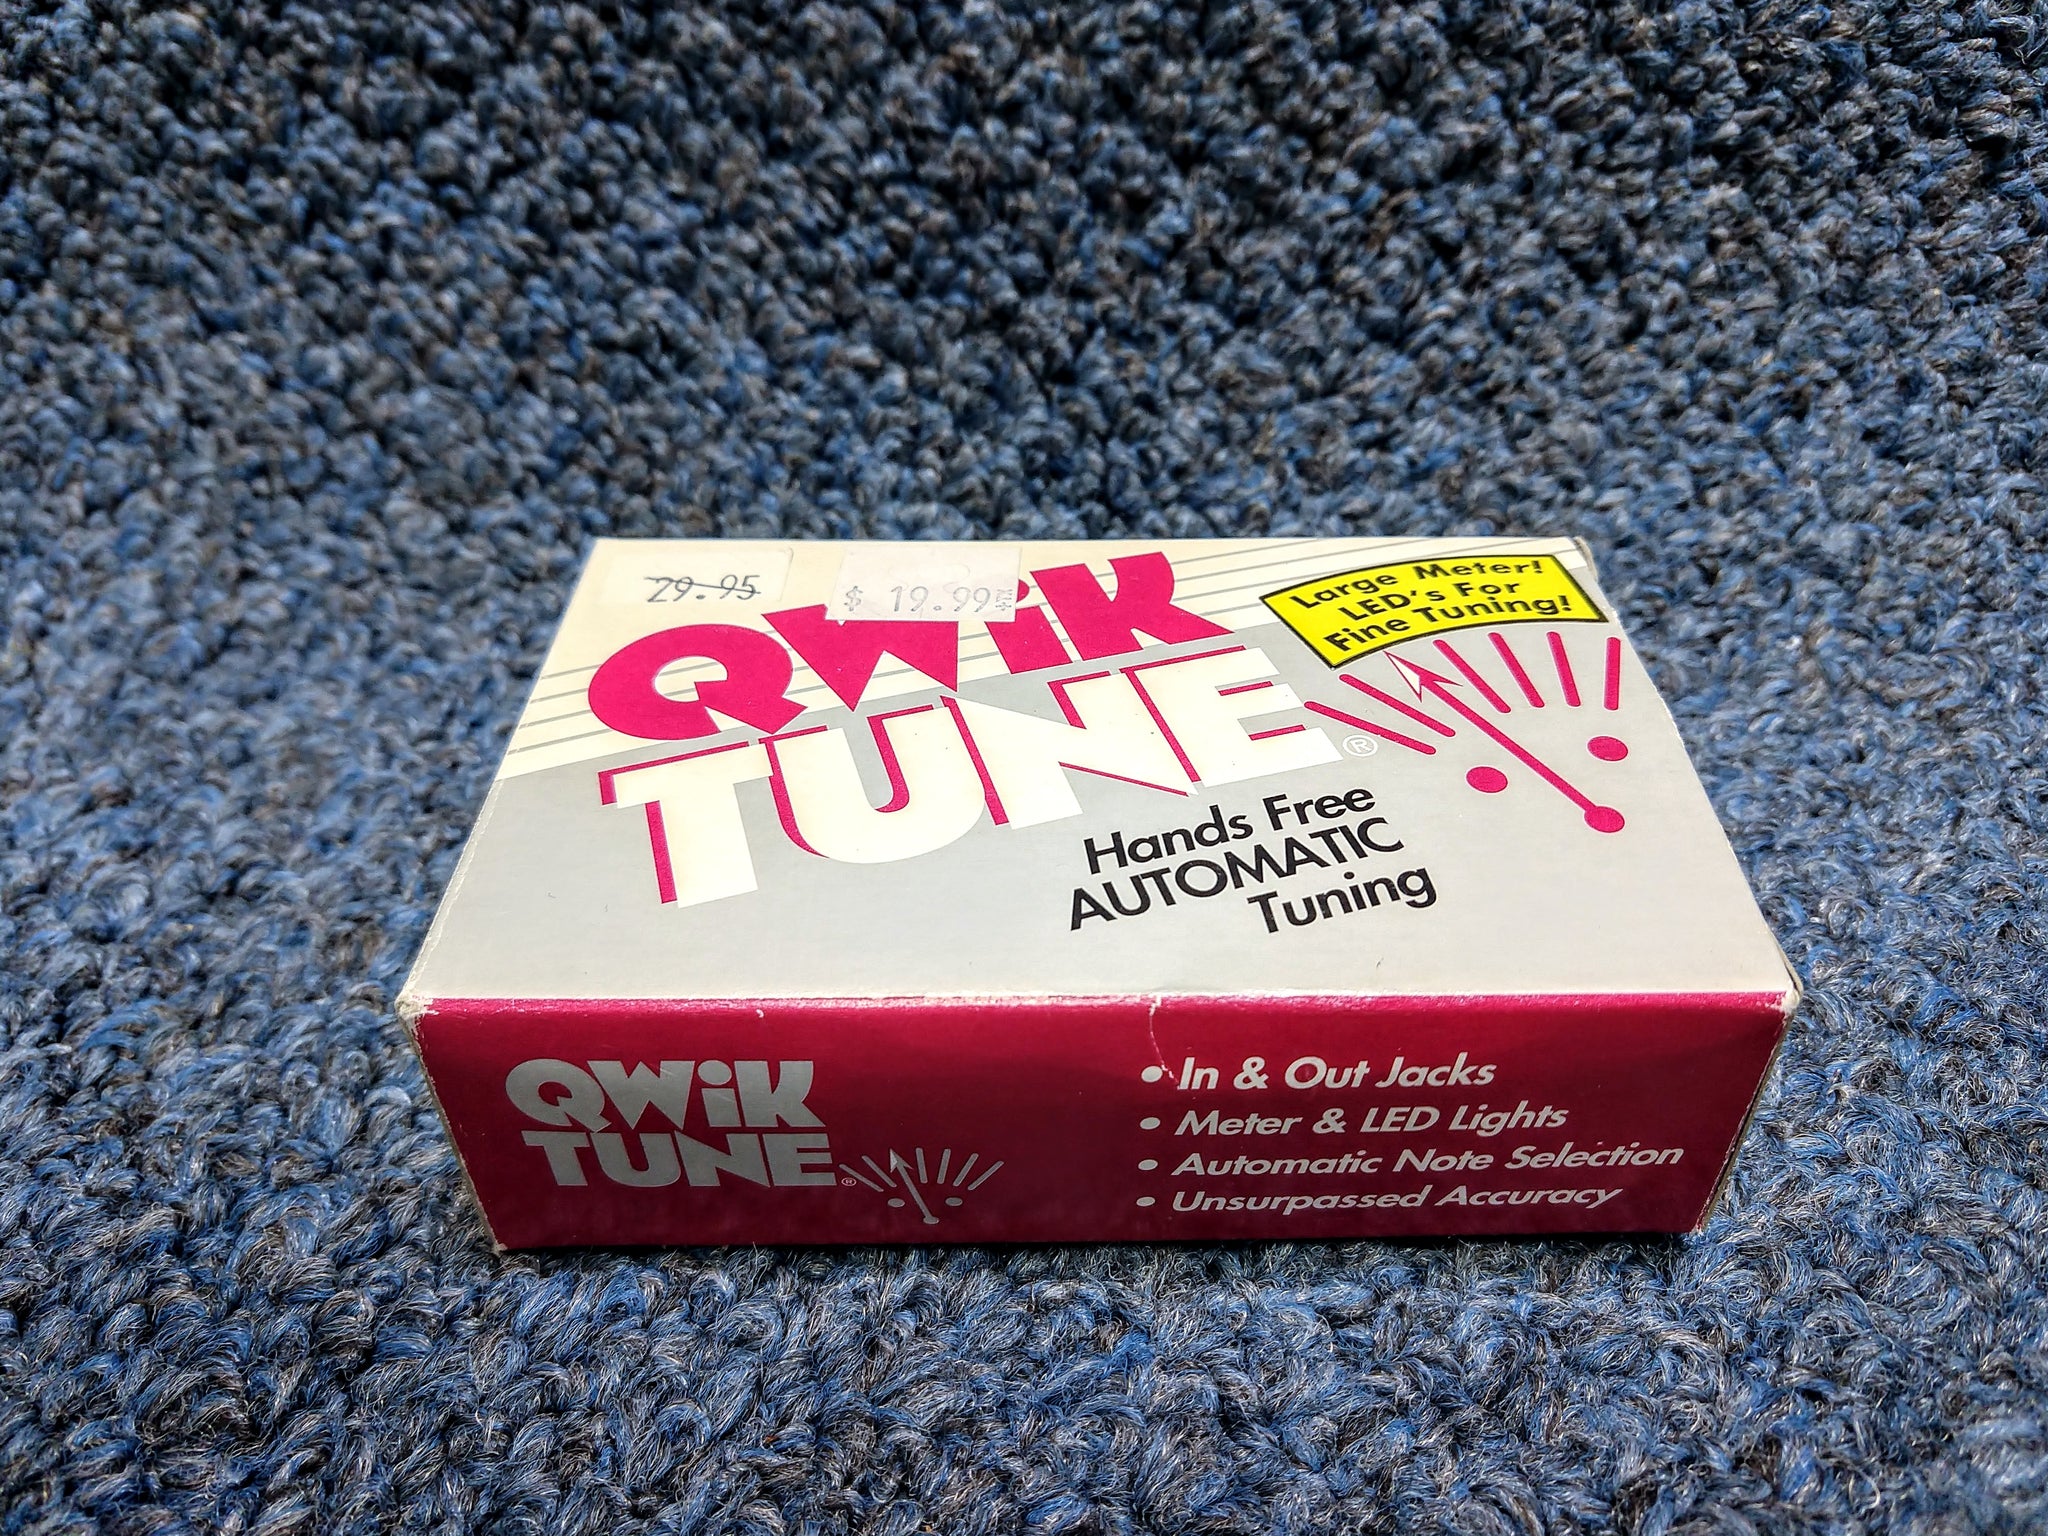 29.95
$ 19.99
QWiK
TUNE®
Large Meter!
LED's For
Fine Tuning!
Hands Free
AUTOMATIC
Tuning
QWiK
TUNE®
• In & Out Jacks
• Meter & LED Lights
• Automatic Note Selection
• Unsurpassed Accuracy